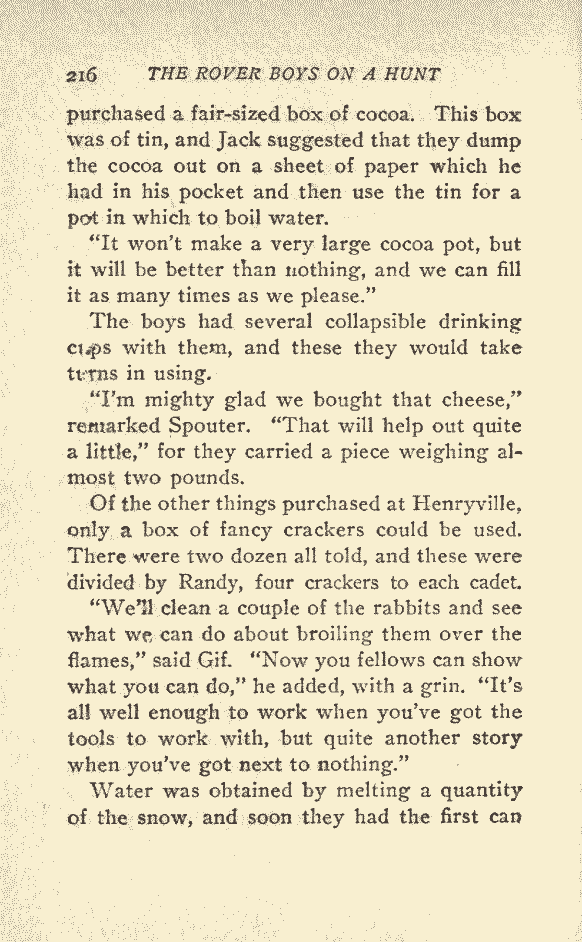 216 THE ROVER BOYS ON A HUNT
purchased a fair-sized box of cocoa. This box
was of tin, and Jack suggested that they dump
the cocoa out on a sheet of paper which he
had in his pocket and then use the tin for a
pot in which to boil water.
“It won’t make a very large cocoa pot, but
it will be better than nothing, and we can fill
it as many times as we please.”
The boys had several collapsible drinking
cups with them, and these they would take
turns in using.
“I’m mighty glad we bought that cheese,”
remarked Spouter. “That will help out quite
a little,” for they carried a piece weighing al-
most two pounds.
Of the other things purchased at Henryville,
only a box of fancy crackers could be used.
There were two dozen all told, and these were
divided by Randy, four crackers to each cadet.
“We’ll clean a couple of the rabbits and see
what we can do about broiling them over the
flames,” said Gif. “Now you fellows can show
what you can do,” he added, with a grin. “It’s
all well enough to work when you’ve got the
tools to work with, but quite another story
when you’ve got next to nothing.”
Water was obtained by melting a quantity
of the snow, and soon they had the first can